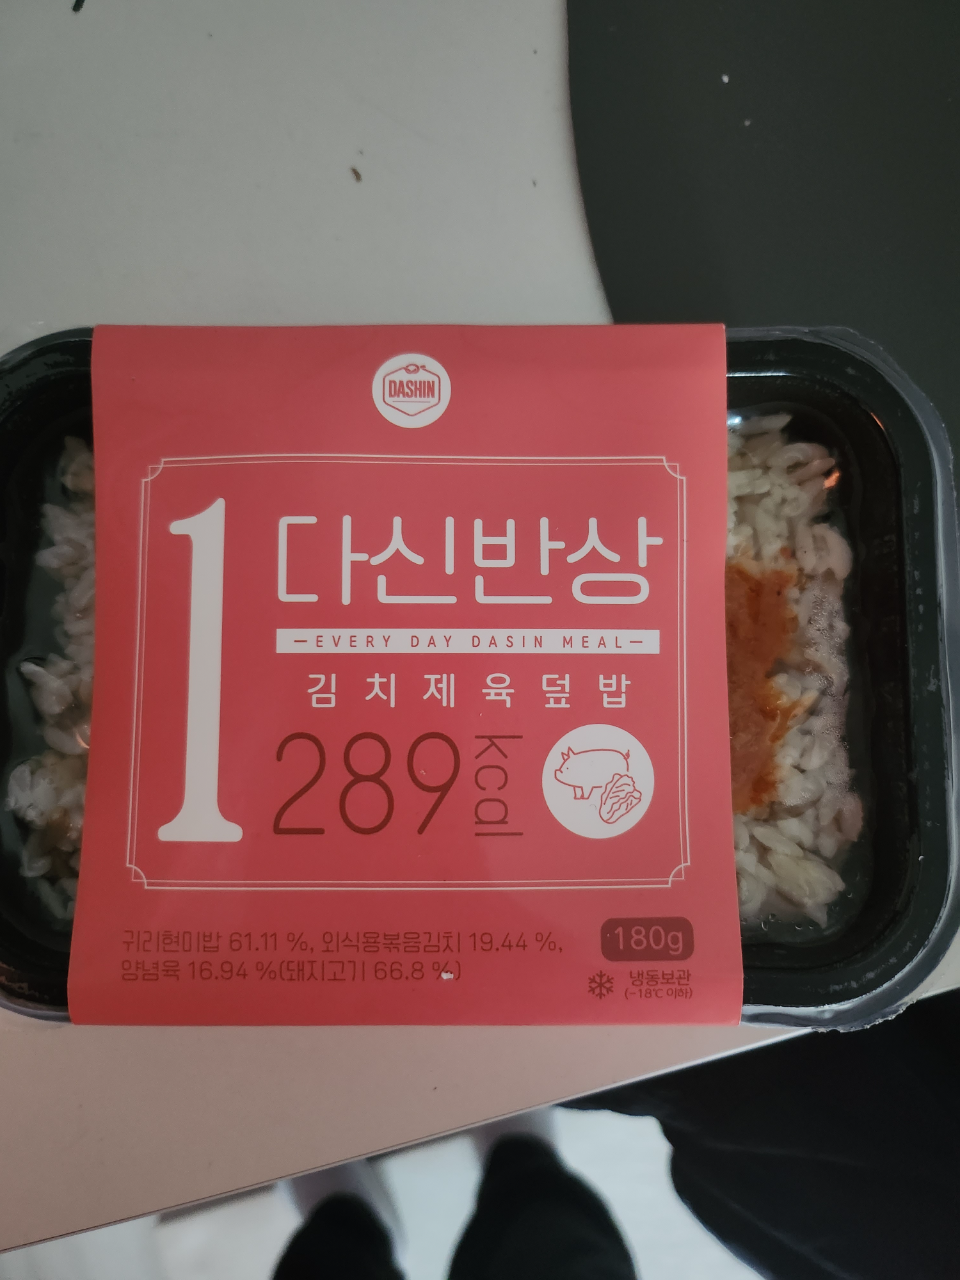 DASHIN
1
다신반상
EVERY DAY DASIN MEAL
김치제육덮밥
289 kcal
귀리현미밥 61.11 %, 외식용볶음김치 19.44 %,
양념육 16.94 %(돼지고기 66.8 %)
180g
냉동보관
(-18℃ 이하)